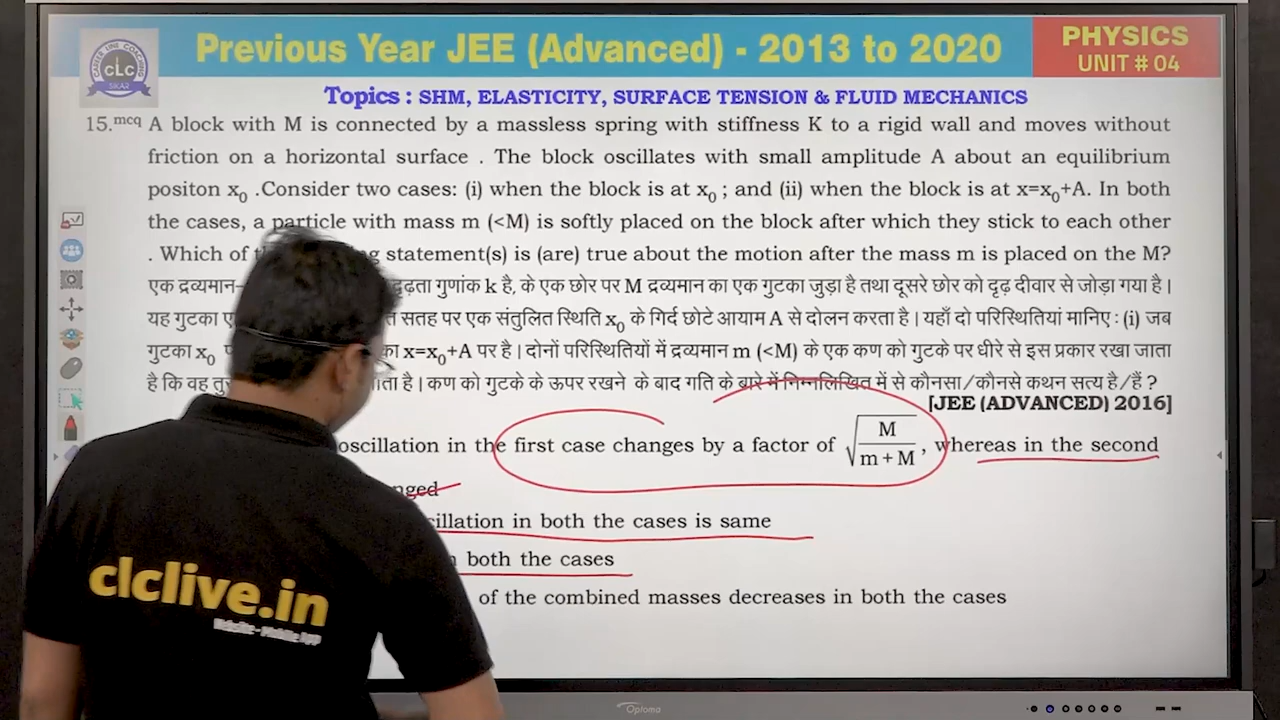 Previous Year JEE (Advanced) - 2013 to 2020
PHYSICS
UNIT # 04
CLC
SIKAR
Topics : SHM, ELASTICITY, SURFACE TENSION & FLUID MECHANICS
15.mcq A block with M is connected by a massless spring with stiffness K to a rigid wall and moves without
friction on a horizontal surface . The block oscillates with small amplitude A about an equilibrium
positon x₀ .Consider two cases: (i) when the block is at x₀ ; and (ii) when the block is at x=x₀+A. In both
the cases, a particle with mass m (<M) is softly placed on the block after which they stick to each other
. Which of statement(s) is (are) true about the motion after the mass m is placed on the M?
एक द्रव्यमान- दृढ़ता गुणांक k है, के एक छोर पर M द्रव्यमान का एक गुटका जुड़ा है तथा दूसरे छोर को दृढ़ दीवार से जोड़ा गया है।
यह गुटका सतह पर एक संतुलित स्थिति x₀ के गिर्द छोटे आयाम A से दोलन करता है। यहाँ दो परिस्थितियां मानिए : (i) जब
गुटका x₀ का x=x₀+A पर है। दोनों परिस्थितियों में द्रव्यमान m (<M) के एक कण को गुटके पर धीरे से इस प्रकार रखा जाता
है कि वह ता है। कण को गुटके के ऊपर रखने के बाद गति के बारे में निम्नलिखित में से कौनसा/कौनसे कथन सत्य है/हैं ?
[JEE (ADVANCED) 2016]
oscillation in the first case changes by a factor of √(M/(m+M)), whereas in the second
nged
cillation in both the cases is same
both the cases
of the combined masses decreases in both the cases
clclive.in
Optoma